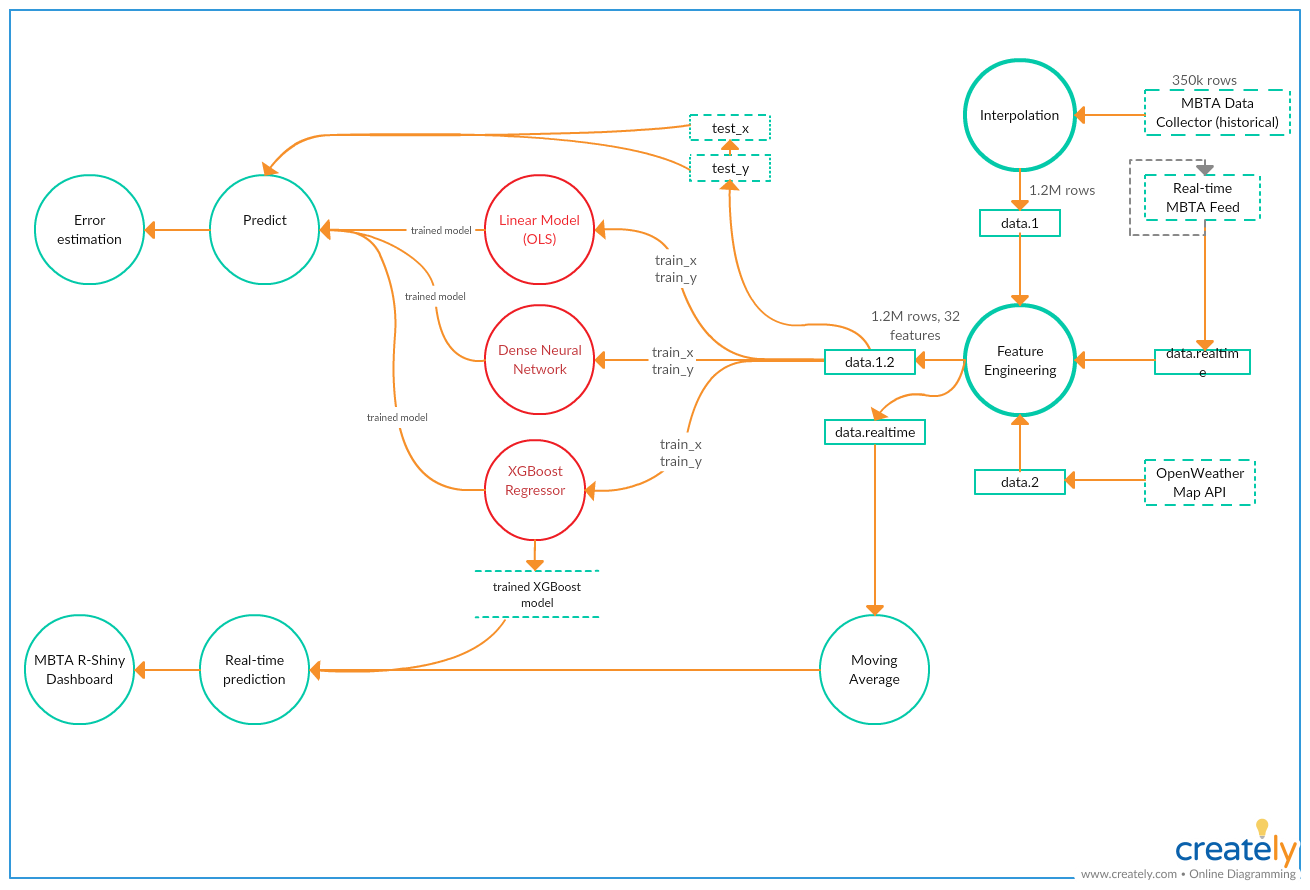 350k rows
MBTA Data
Collector (historical)
Interpolation
test_x
test_y
1.2M rows
Real-time
MBTA Feed
data.1
Error
estimation
Predict
trained model
Linear Model
(OLS)
train_x
train_y
trained model
1.2M rows, 32
features
Dense Neural
Network
train_x
train_y
data.1.2
Feature
Engineering
data.realtim
e
trained model
data.realtime
train_x
train_y
XGBoost
Regressor
data.2
OpenWeather
Map API
trained XGBoost
model
MBTA R-Shiny
Dashboard
Real-time
prediction
Moving
Average
creately
www.creately.com • Online Diagramming